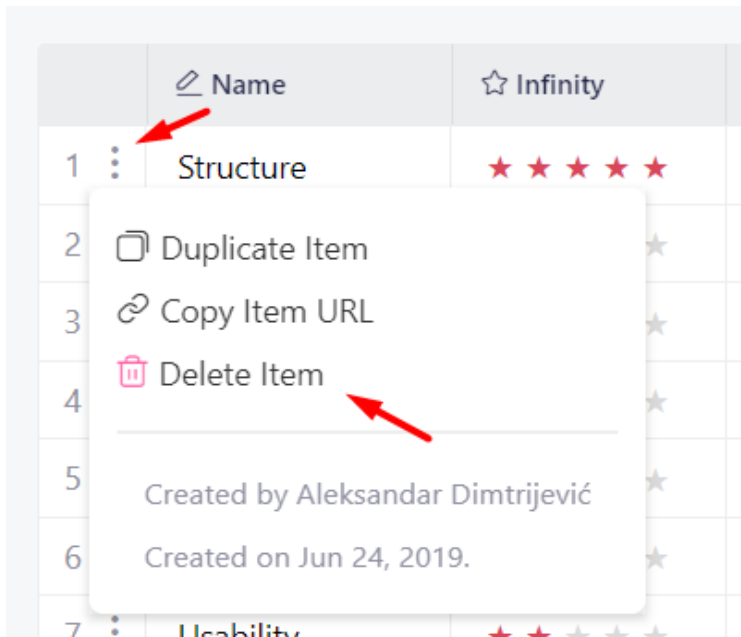 Name Infinity
1 Structure
2
Duplicate Item
3 Copy Item URL
Delete Item
4
5 Created by Aleksandar Dimtrijević
6 Created on Jun 24, 2019.
7 Usability